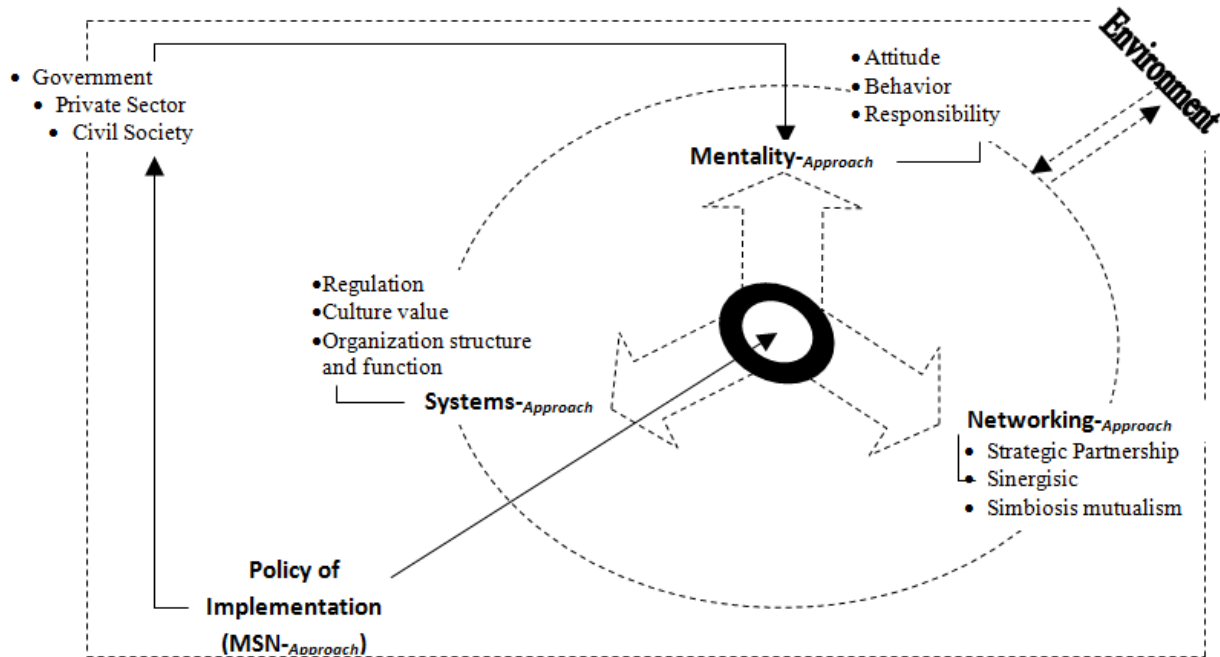 Environment
• Government
• Private Sector
• Civil Society
• Attitude
• Behavior
• Responsibility
Mentality-Approach
• Regulation
• Culture value
• Organization structure
and function
Systems-Approach
Networking-Approach
• Strategic Partnership
• Sinergisic
• Simbiosis mutualism
Policy of
Implementation
(MSN-Approach)